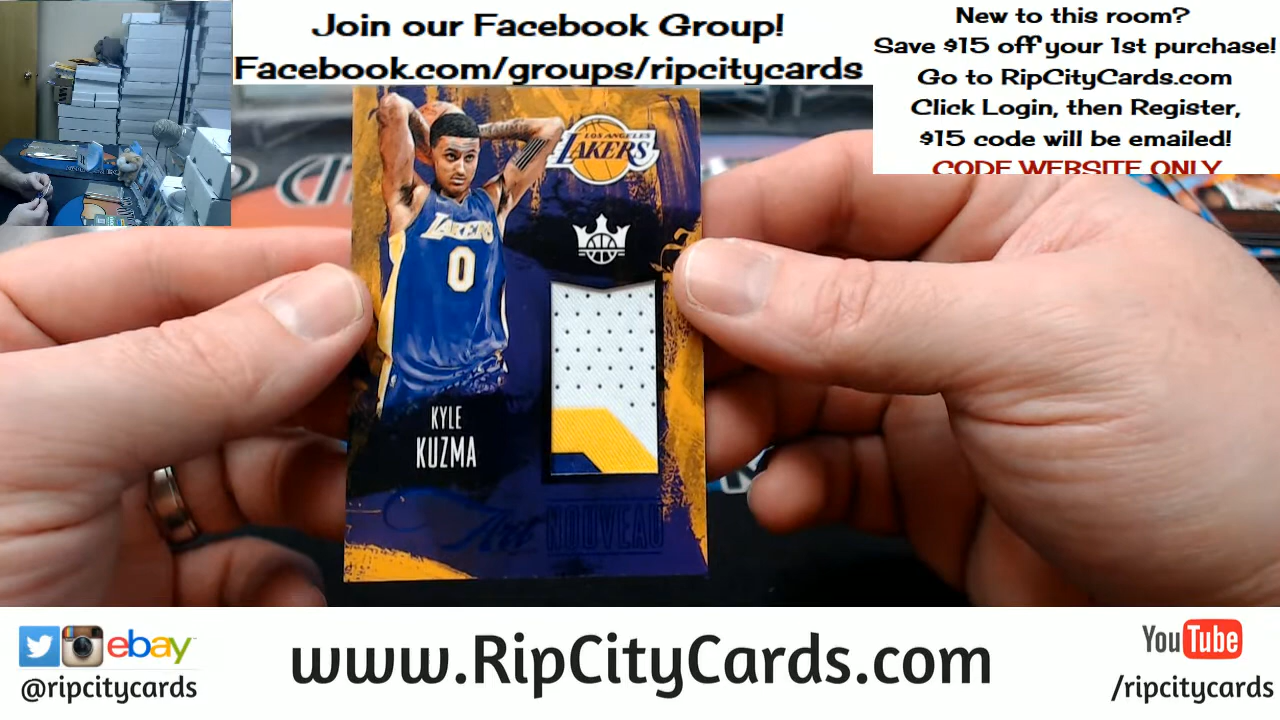 Join our Facebook Group!
Facebook.com/groups/ripcitycards
New to this room?
Save $15 off your 1st purchase!
Go to RipCityCards.com
Click Login, then Register,
$15 code will be emailed!
CODE WEBSITE ONLY
LOS ANGELES
LAKERS
LAKERS
0
KYLE
KUZMA
Art NOUVEAU
ebay
@ripcitycards
www.RipCityCards.com
YouTube
/ripcitycards